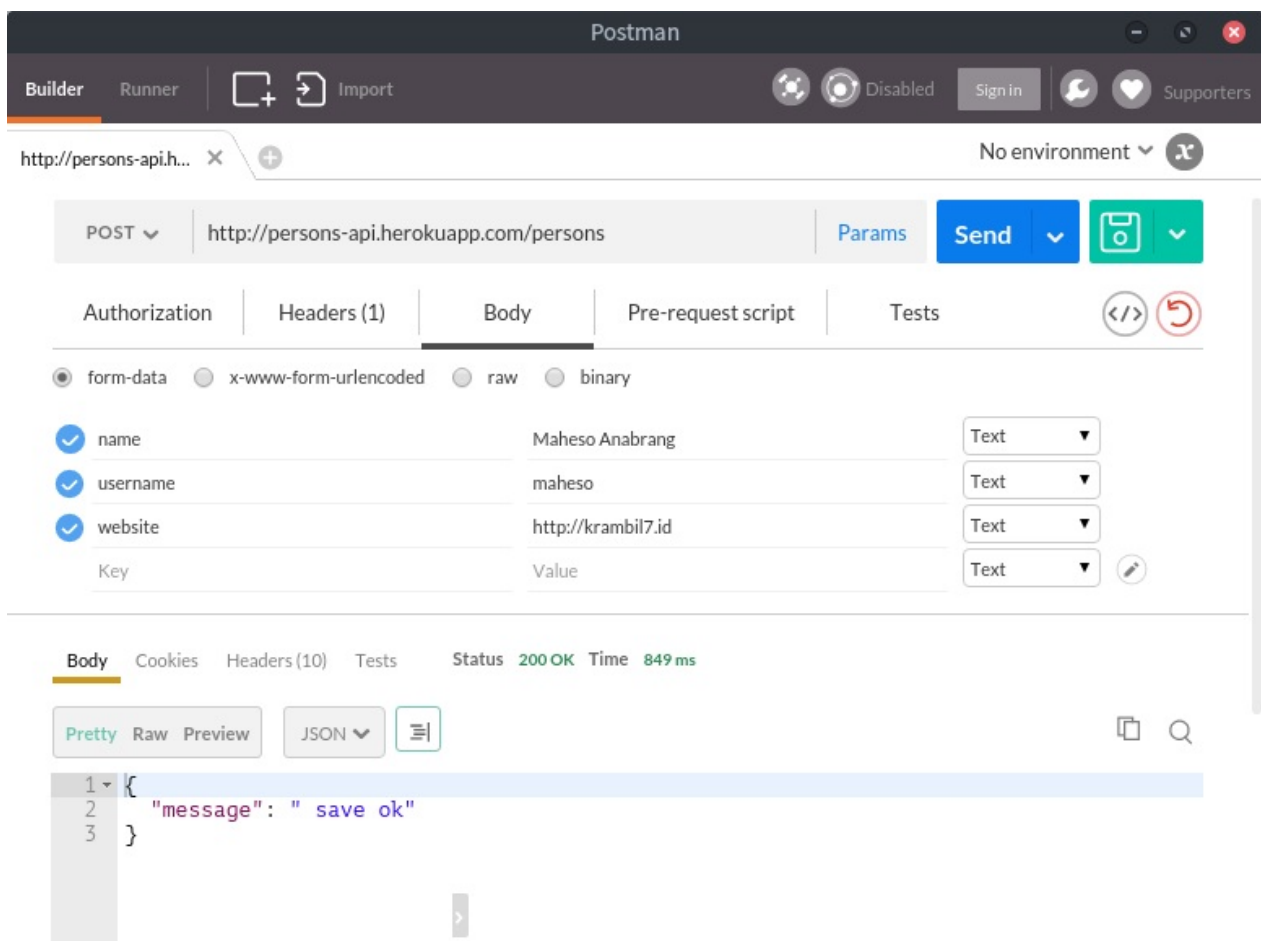 Postman
Builder Runner Import Disabled Sign in Supporters
http://persons-api.h... No environment
POST http://persons-api.herokuapp.com/persons Params Send
Authorization Headers (1) Body Pre-request script Tests
form-data x-www-form-urlencoded raw binary
name Maheso Anabrang Text
username maheso Text
website http://krambil7.id Text
Key Value Text
Body Cookies Headers (10) Tests Status 200 OK Time 849 ms
Pretty Raw Preview JSON
1 {
2 "message": " save ok"
3 }